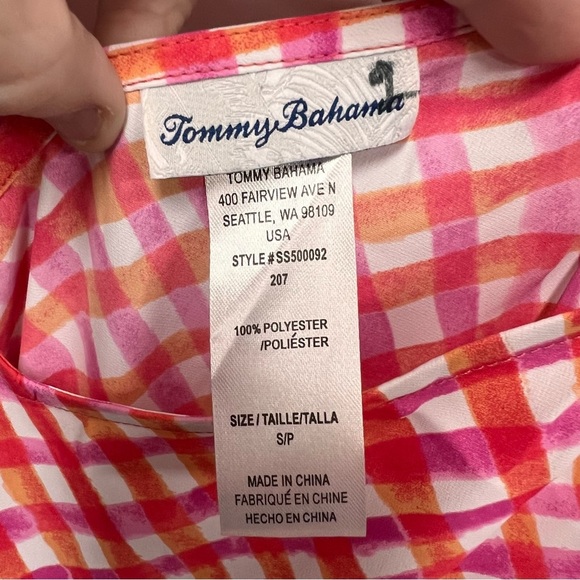 Tommy Bahama
TOMMY BAHAMA
400 FAIRVIEW AVE N
SEATTLE, WA 98109
USA
STYLE #SS500092
207
100% POLYESTER
/POLIÉSTER
SIZE / TAILLE/TALLA
S/P
MADE IN CHINA
FABRIQUÉ EN CHINE
HECHO EN CHINA